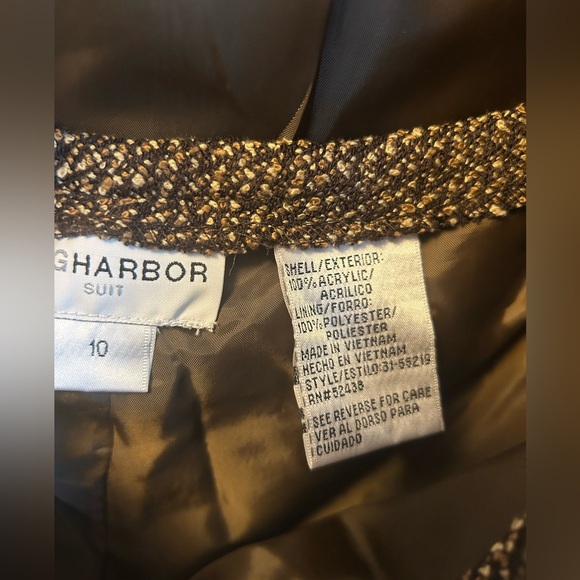 GHARBOR
SUIT
10
SHELL/EXTERIOR:
100% ACRYLIC/
ACRILICO
LINING/FORRO:
100% POLYESTER/
POLIESTER
MADE IN VIETNAM
HECHO EN VIETNAM
STYLE/ESTILO:31-55219
RN#52438
SEE REVERSE FOR CARE
VER AL DORSO PARA
CUIDADO